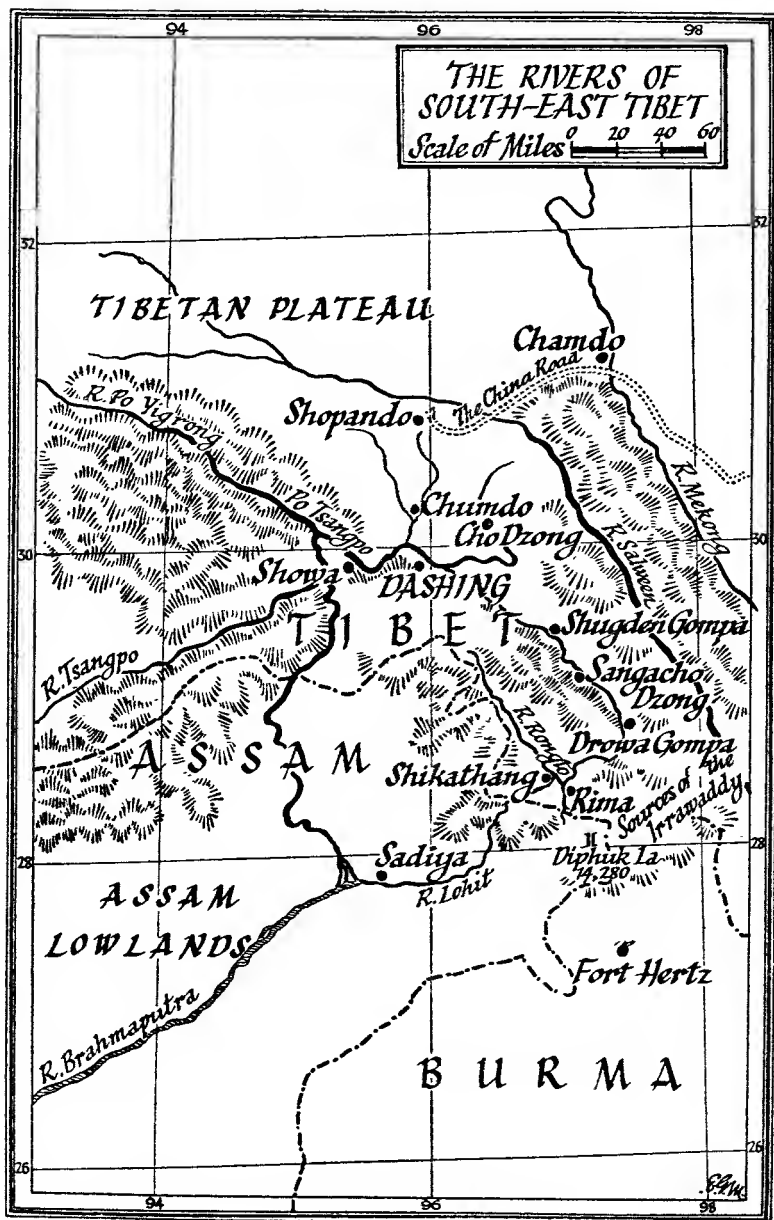 94
96
98
THE RIVERS OF
SOUTH-EAST TIBET
Scale of Miles 0 20 40 60
32
32
TIBETAN PLATEAU
Chamdo
The China Road
R. Po Yigrong
Shopando
R. Mekong
Po Tsangpo
Chumdo
Cho Dzong
R. Salween
30
30
Showa
DASHING
TIBET
Shugden Gompa
R. Tsangpo
Sangacho
Dzong
R. Rongto
Drowa Gompa
ASSAM
Shikathang
Rima
Sources of the
Irrawaddy
28
28
Sadiya
R. Lohit
Diphuk La
14,280
ASSAM
LOWLANDS
Fort Hertz
R. Brahmaputra
BURMA
26
26
94
96
98